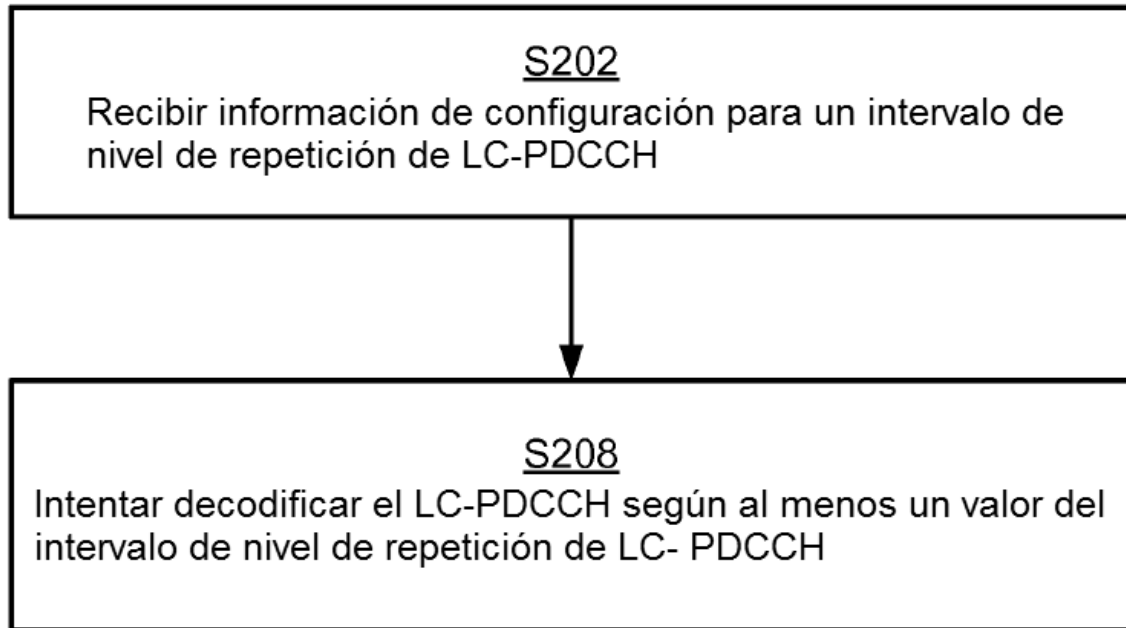 S202
Recibir información de configuración para un intervalo de
nivel de repetición de LC-PDCCH
S208
Intentar decodificar el LC-PDCCH según al menos un valor del
intervalo de nivel de repetición de LC- PDCCH